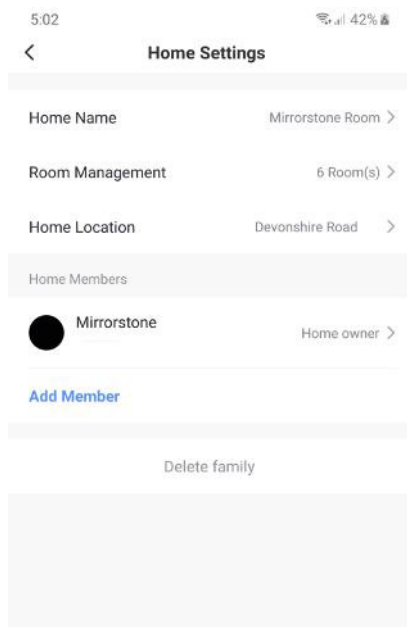 5:02 42%
Home Settings
Home Name Mirrorstone Room
Room Management 6 Room(s)
Home Location Devonshire Road
Home Members
Mirrorstone
Home owner
Add Member
Delete family